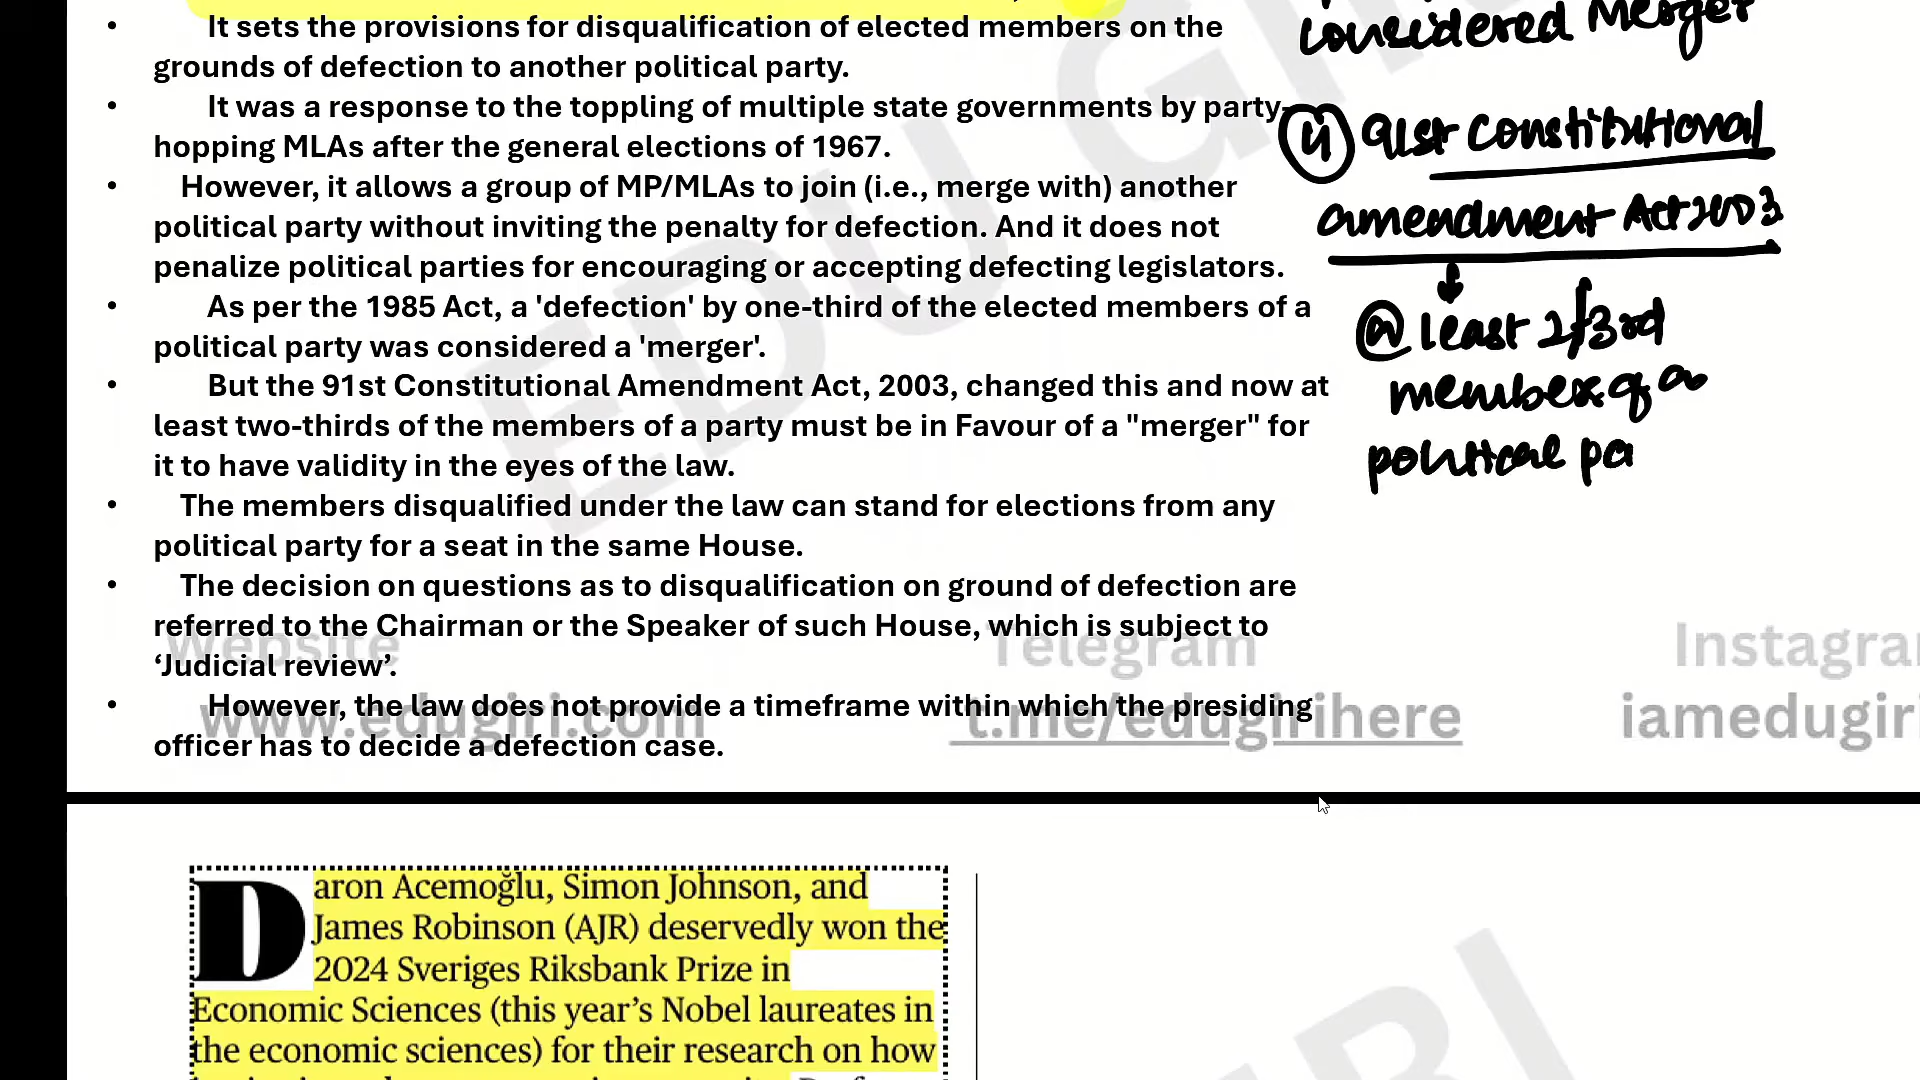 • It sets the provisions for disqualification of elected members on the
grounds of defection to another political party.
• It was a response to the toppling of multiple state governments by party-
hopping MLAs after the general elections of 1967.
• However, it allows a group of MP/MLAs to join (i.e., merge with) another
political party without inviting the penalty for defection. And it does not
penalize political parties for encouraging or accepting defecting legislators.
• As per the 1985 Act, a 'defection' by one-third of the elected members of a
political party was considered a 'merger'.
• But the 91st Constitutional Amendment Act, 2003, changed this and now at
least two-thirds of the members of a party must be in Favour of a "merger" for
it to have validity in the eyes of the law.
• The members disqualified under the law can stand for elections from any
political party for a seat in the same House.
• The decision on questions as to disqualification on ground of defection are
referred to the Chairman or the Speaker of such House, which is subject to
‘Judicial review’.
• However, the law does not provide a timeframe within which the presiding
officer has to decide a defection case.
considered Merger
4 91st Constitutional
amendment Act 2003
@ least 2/3rd
members of a
political pa
EDU GIRI
Website
www.edugiri.com
Telegram
t.me/edugirihere
Instagra
iamedugiri
Daron Acemoğlu, Simon Johnson, and
James Robinson (AJR) deservedly won the
2024 Sveriges Riksbank Prize in
Economic Sciences (this year’s Nobel laureates in
the economic sciences) for their research on how